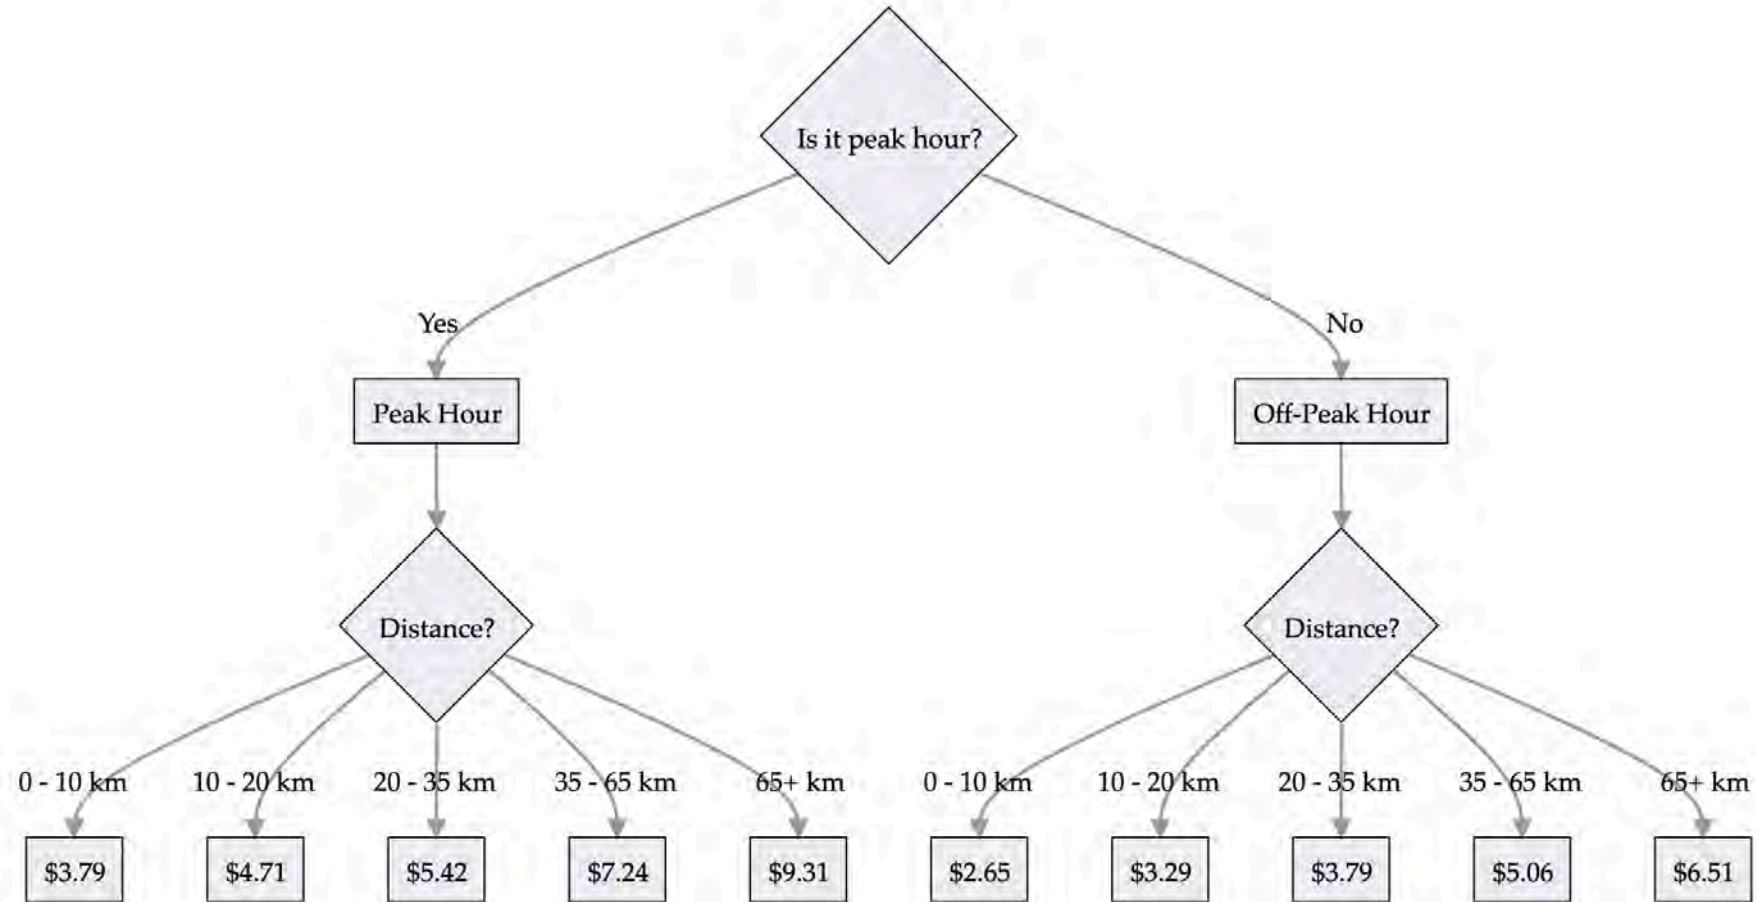 Is it peak hour?
Yes
No
Peak Hour
Off-Peak Hour
Distance?
Distance?
0 - 10 km
10 - 20 km
20 - 35 km
35 - 65 km
65+ km
0 - 10 km
10 - 20 km
20 - 35 km
35 - 65 km
65+ km
$3.79
$4.71
$5.42
$7.24
$9.31
$2.65
$3.29
$3.79
$5.06
$6.51